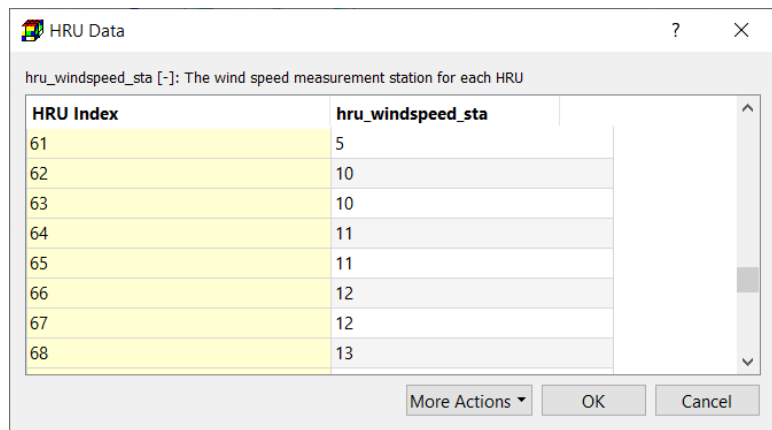 HRU Data ?
hru_windspeed_sta [-]: The wind speed measurement station for each HRU
HRU Index hru_windspeed_sta
61 5
62 10
63 10
64 11
65 11
66 12
67 12
68 13
More Actions OK Cancel